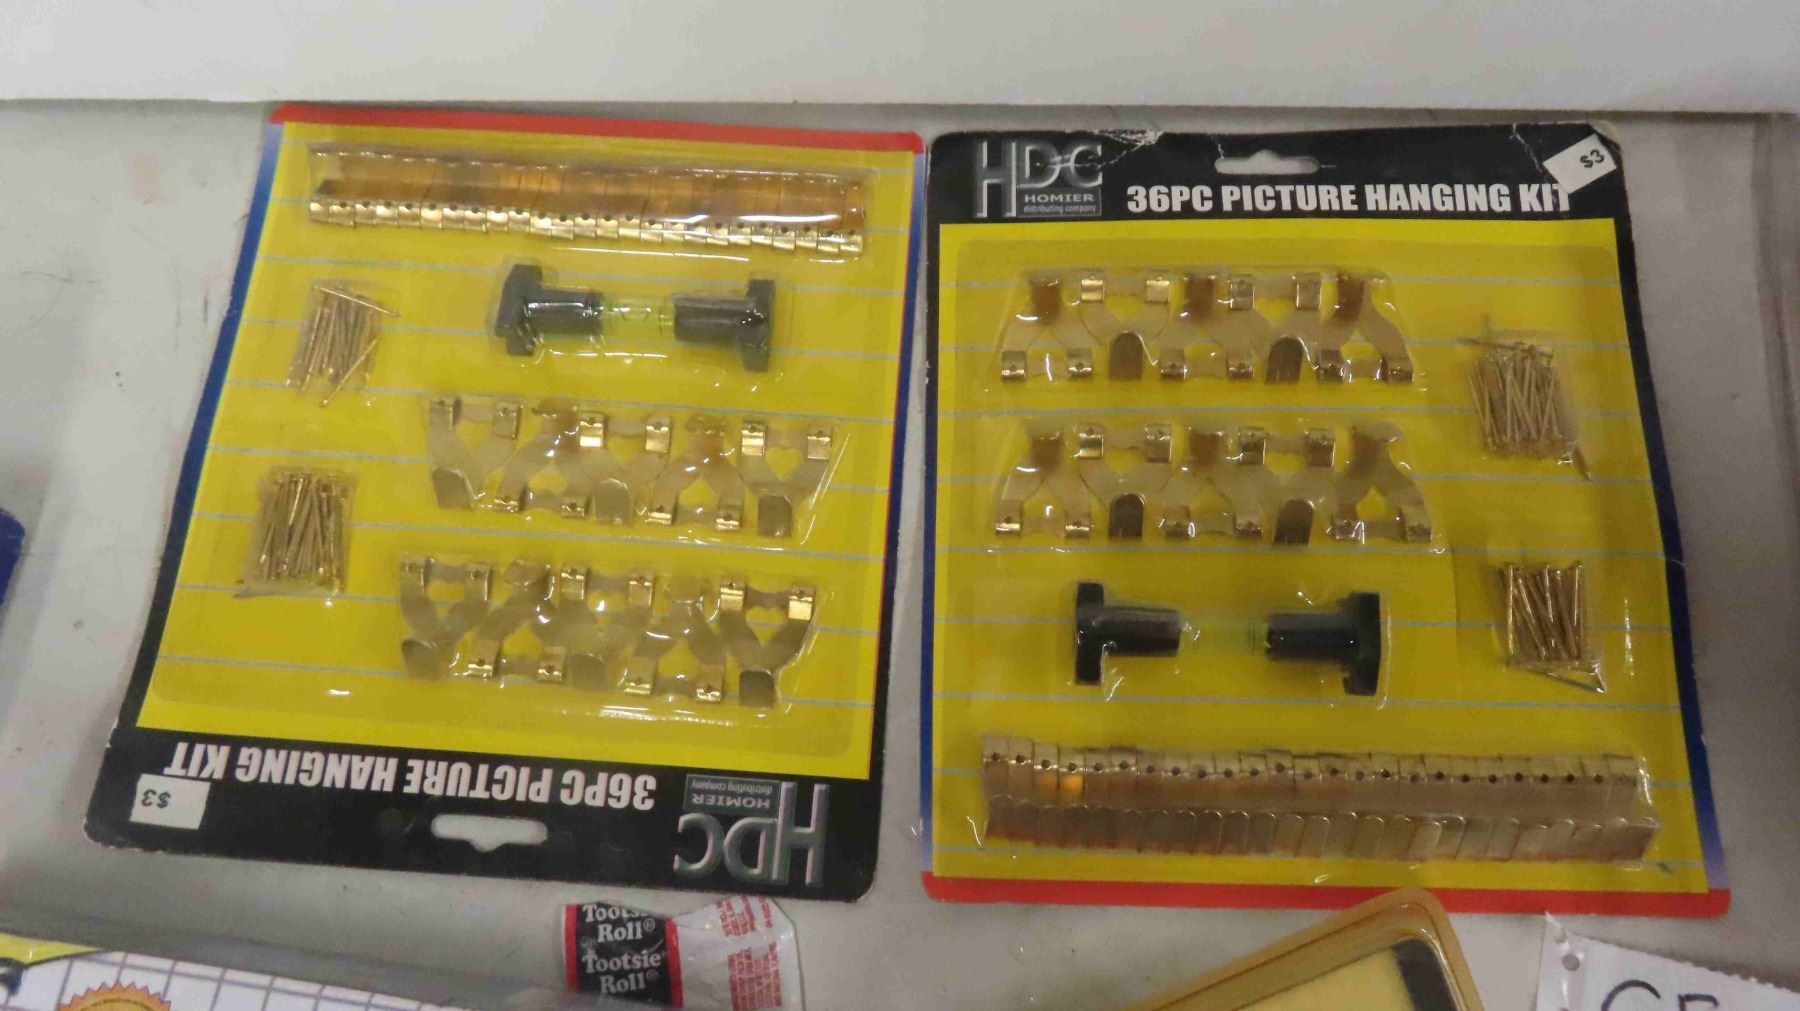 HDC
HOMIER
distributing company
36PC PICTURE HANGING KIT
$3
36PC PICTURE HANGING KIT
HDC
HOMIER
distributing company
$3
Tootsie
Roll®
Tootsie
Roll®